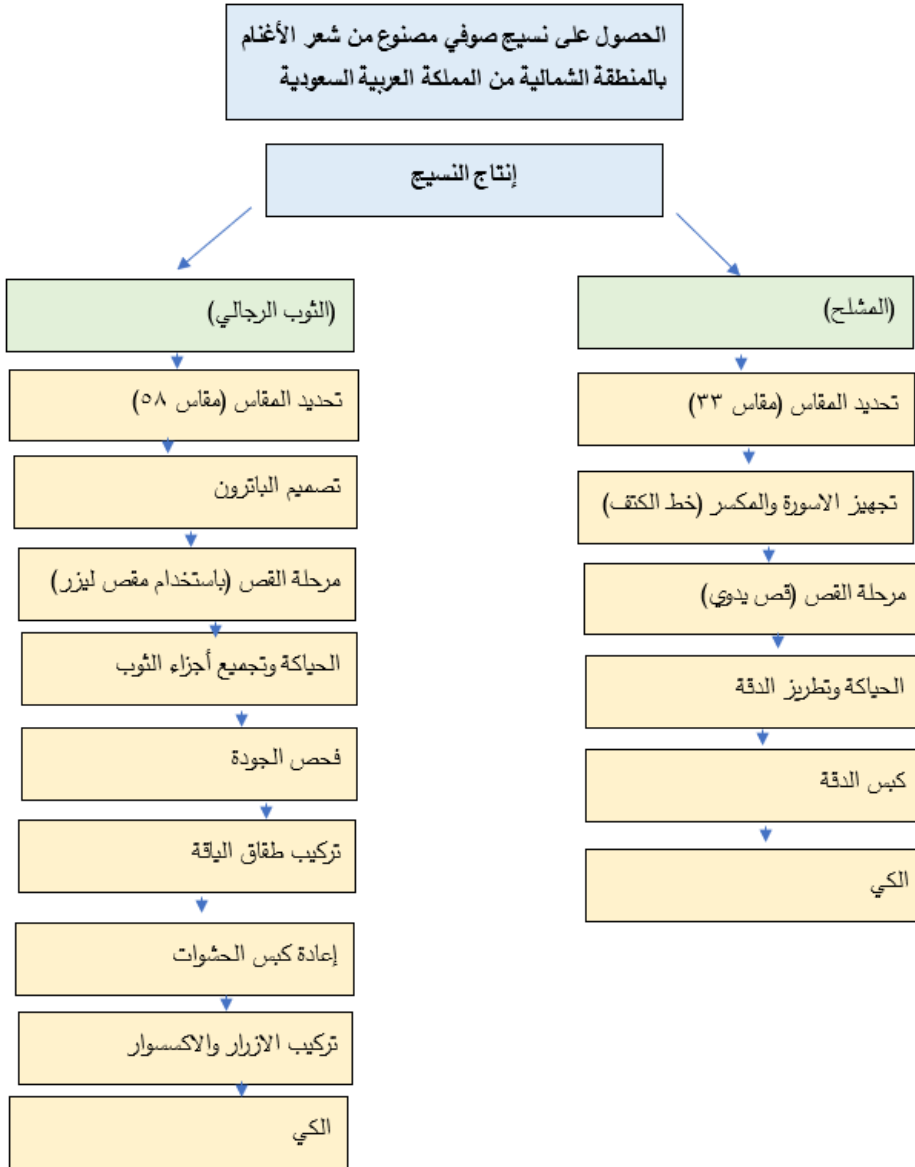 الحصول على نسيج صوفي مصنوع من شعر الأغنام
بالمنطقة الشمالية من المملكة العربية السعودية
إنتاج النسيج
(المشلح)
تحديد المقاس (مقاس ٣٣)
تجهيز الاسورة والمكسر (خط الكتف)
مرحلة القص (قص يدوي)
الحياكة وتطريز الدقة
كبس الدقة
الكي
(الثوب الرجالي)
تحديد المقاس (مقاس ٥٨)
تصميم الباترون
مرحلة القص (باستخدام مقص ليزر)
الحياكة وتجميع أجزاء الثوب
فحص الجودة
تركيب طقاق الياقة
إعادة كبس الحشوات
تركيب الازرار والاكسسوار
الكي